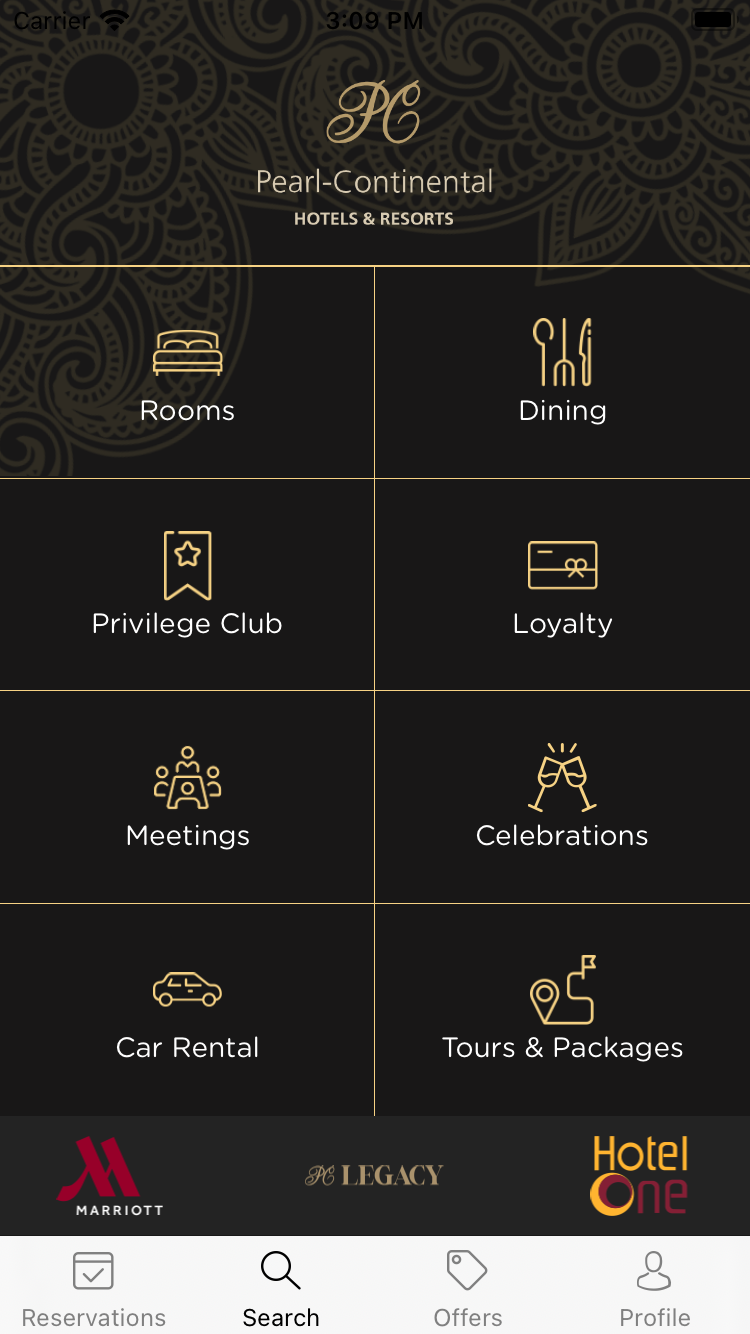 Carrier 3:09 PM
PC
Pearl-Continental
HOTELS & RESORTS
Rooms
Dining
Privilege Club
Loyalty
Meetings
Celebrations
Car Rental
Tours & Packages
MARRIOTT
PC LEGACY
Hotel
One
Reservations
Search
Offers
Profile